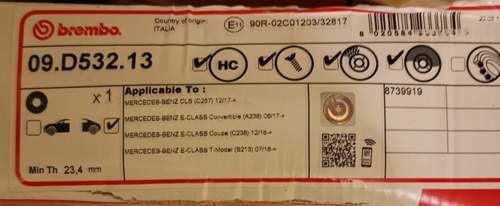 brembo.
Country of origin:
ITALIA
E11 90R-02C01203/32817
09.D532.13
HC
x 1
Applicable To :
MERCEDES-BENZ CLS (C257) 12/17->
MERCEDES-BENZ E-CLASS Convertible (A238) 06/17->
MERCEDES-BENZ E-CLASS Coupe (C238) 12/16->
MERCEDES-BENZ E-CLASS T-Model (S213) 07/16->
8739919
Min Th 23,4 mm